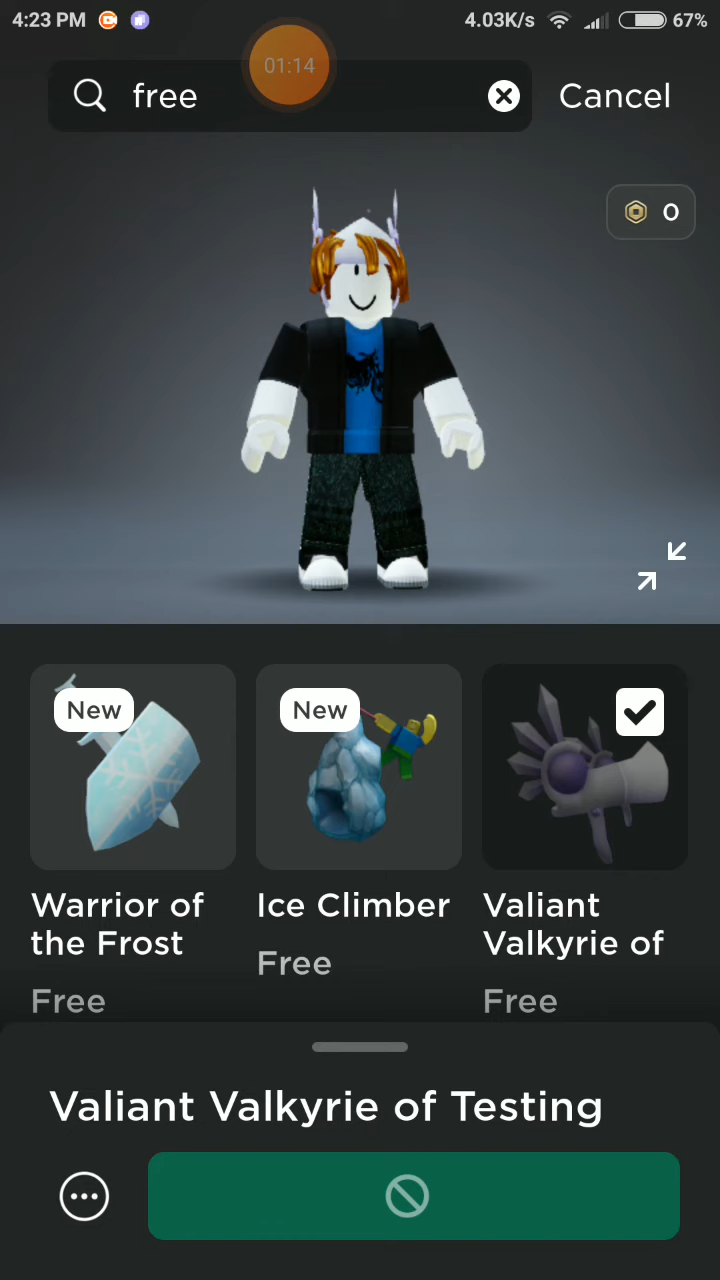 4:23 PM 4.03K/s 67%
01:14
free Cancel
0
New New
Warrior of
the Frost
Free
Ice Climber
Free
Valiant
Valkyrie of
Free
Valiant Valkyrie of Testing